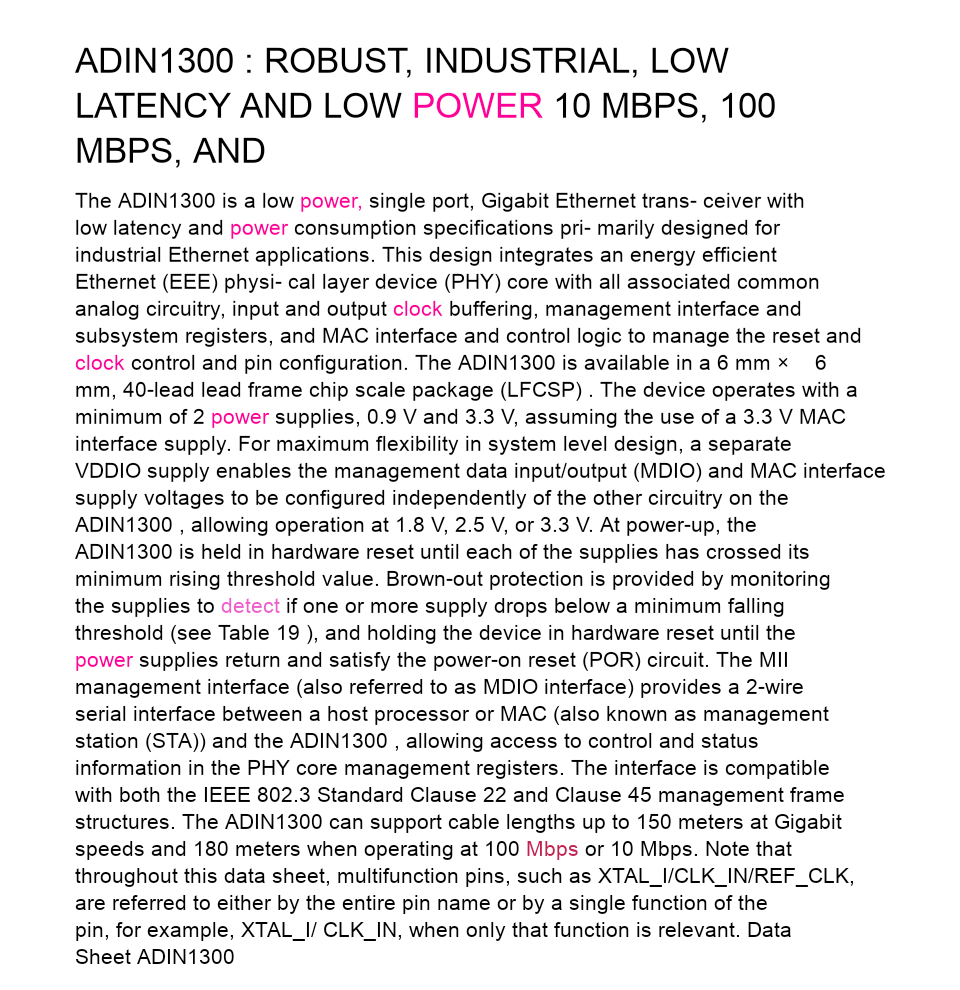 ADIN1300 : ROBUST, INDUSTRIAL, LOW
LATENCY AND LOW POWER 10 MBPS, 100
MBPS, AND
The ADIN1300 is a low power, single port, Gigabit Ethernet trans- ceiver with
low latency and power consumption specifications pri- marily designed for
industrial Ethernet applications. This design integrates an energy efficient
Ethernet (EEE) physi- cal layer device (PHY) core with all associated common
analog circuitry, input and output clock buffering, management interface and
subsystem registers, and MAC interface and control logic to manage the reset and
clock control and pin configuration. The ADIN1300 is available in a 6 mm × 6
mm, 40-lead lead frame chip scale package (LFCSP) . The device operates with a
minimum of 2 power supplies, 0.9 V and 3.3 V, assuming the use of a 3.3 V MAC
interface supply. For maximum flexibility in system level design, a separate
VDDIO supply enables the management data input/output (MDIO) and MAC interface
supply voltages to be configured independently of the other circuitry on the
ADIN1300 , allowing operation at 1.8 V, 2.5 V, or 3.3 V. At power-up, the
ADIN1300 is held in hardware reset until each of the supplies has crossed its
minimum rising threshold value. Brown-out protection is provided by monitoring
the supplies to detect if one or more supply drops below a minimum falling
threshold (see Table 19 ), and holding the device in hardware reset until the
power supplies return and satisfy the power-on reset (POR) circuit. The MII
management interface (also referred to as MDIO interface) provides a 2-wire
serial interface between a host processor or MAC (also known as management
station (STA)) and the ADIN1300 , allowing access to control and status
information in the PHY core management registers. The interface is compatible
with both the IEEE 802.3 Standard Clause 22 and Clause 45 management frame
structures. The ADIN1300 can support cable lengths up to 150 meters at Gigabit
speeds and 180 meters when operating at 100 Mbps or 10 Mbps. Note that
throughout this data sheet, multifunction pins, such as XTAL_I/CLK_IN/REF_CLK,
are referred to either by the entire pin name or by a single function of the
pin, for example, XTAL_I/ CLK_IN, when only that function is relevant. Data
Sheet ADIN1300